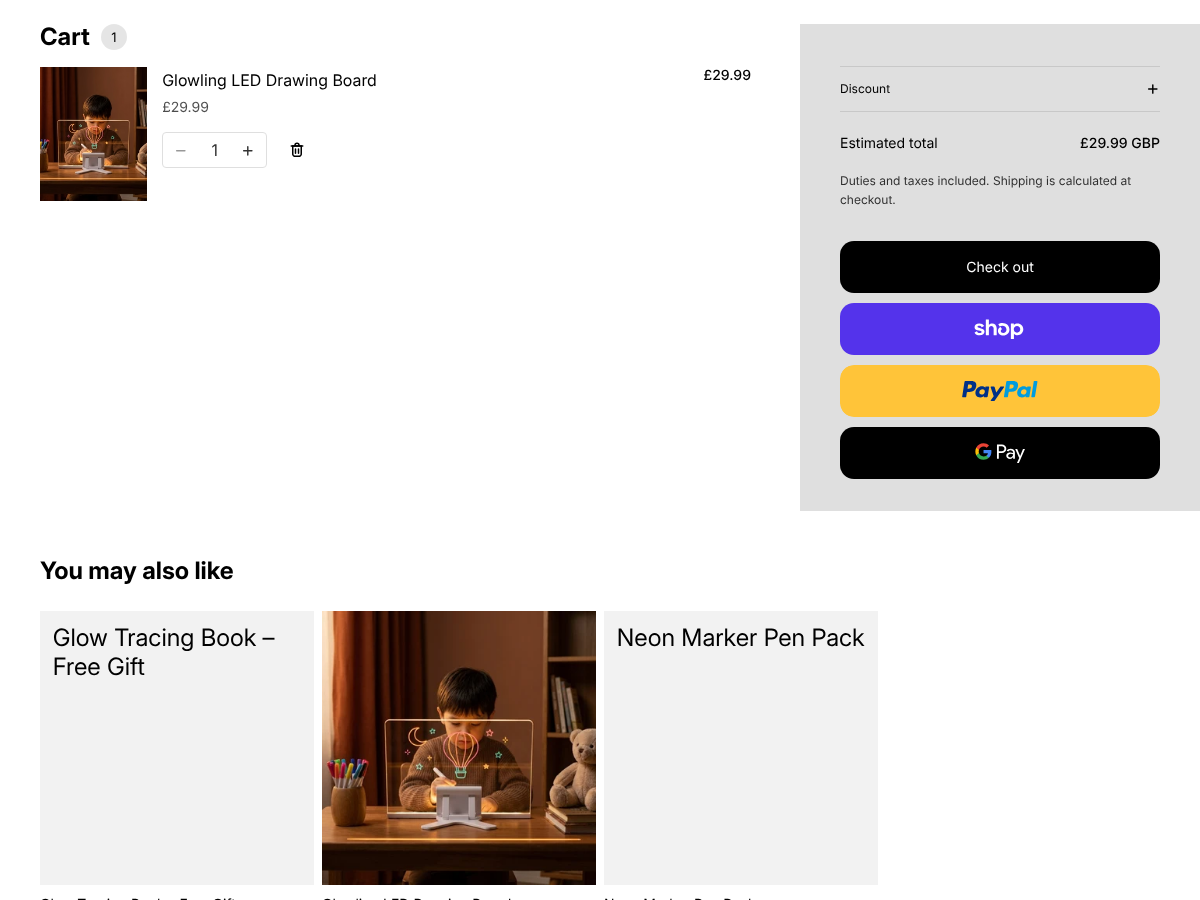 Cart 1
Glowling LED Drawing Board
£29.99
£29.99
1
Discount
Estimated total £29.99 GBP
Duties and taxes included. Shipping is calculated at
checkout.
Check out
shop
PayPal
G Pay
You may also like
Glow Tracing Book –
Free Gift
Neon Marker Pen Pack